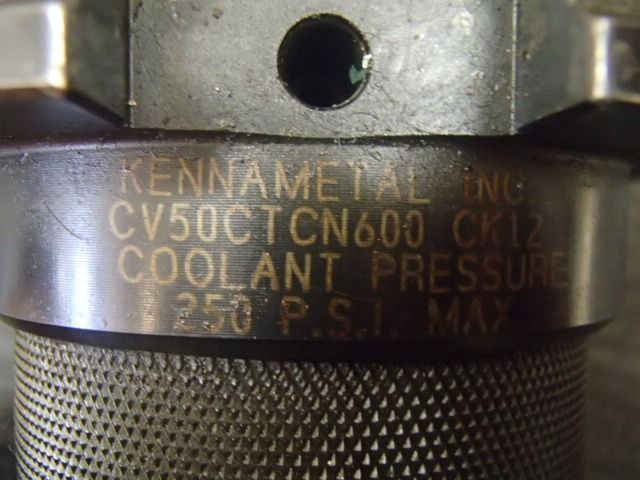 KENNAMETAL INC.
CV50CTCN600 CK12
COOLANT PRESSURE
250 P.S.I. MAX.